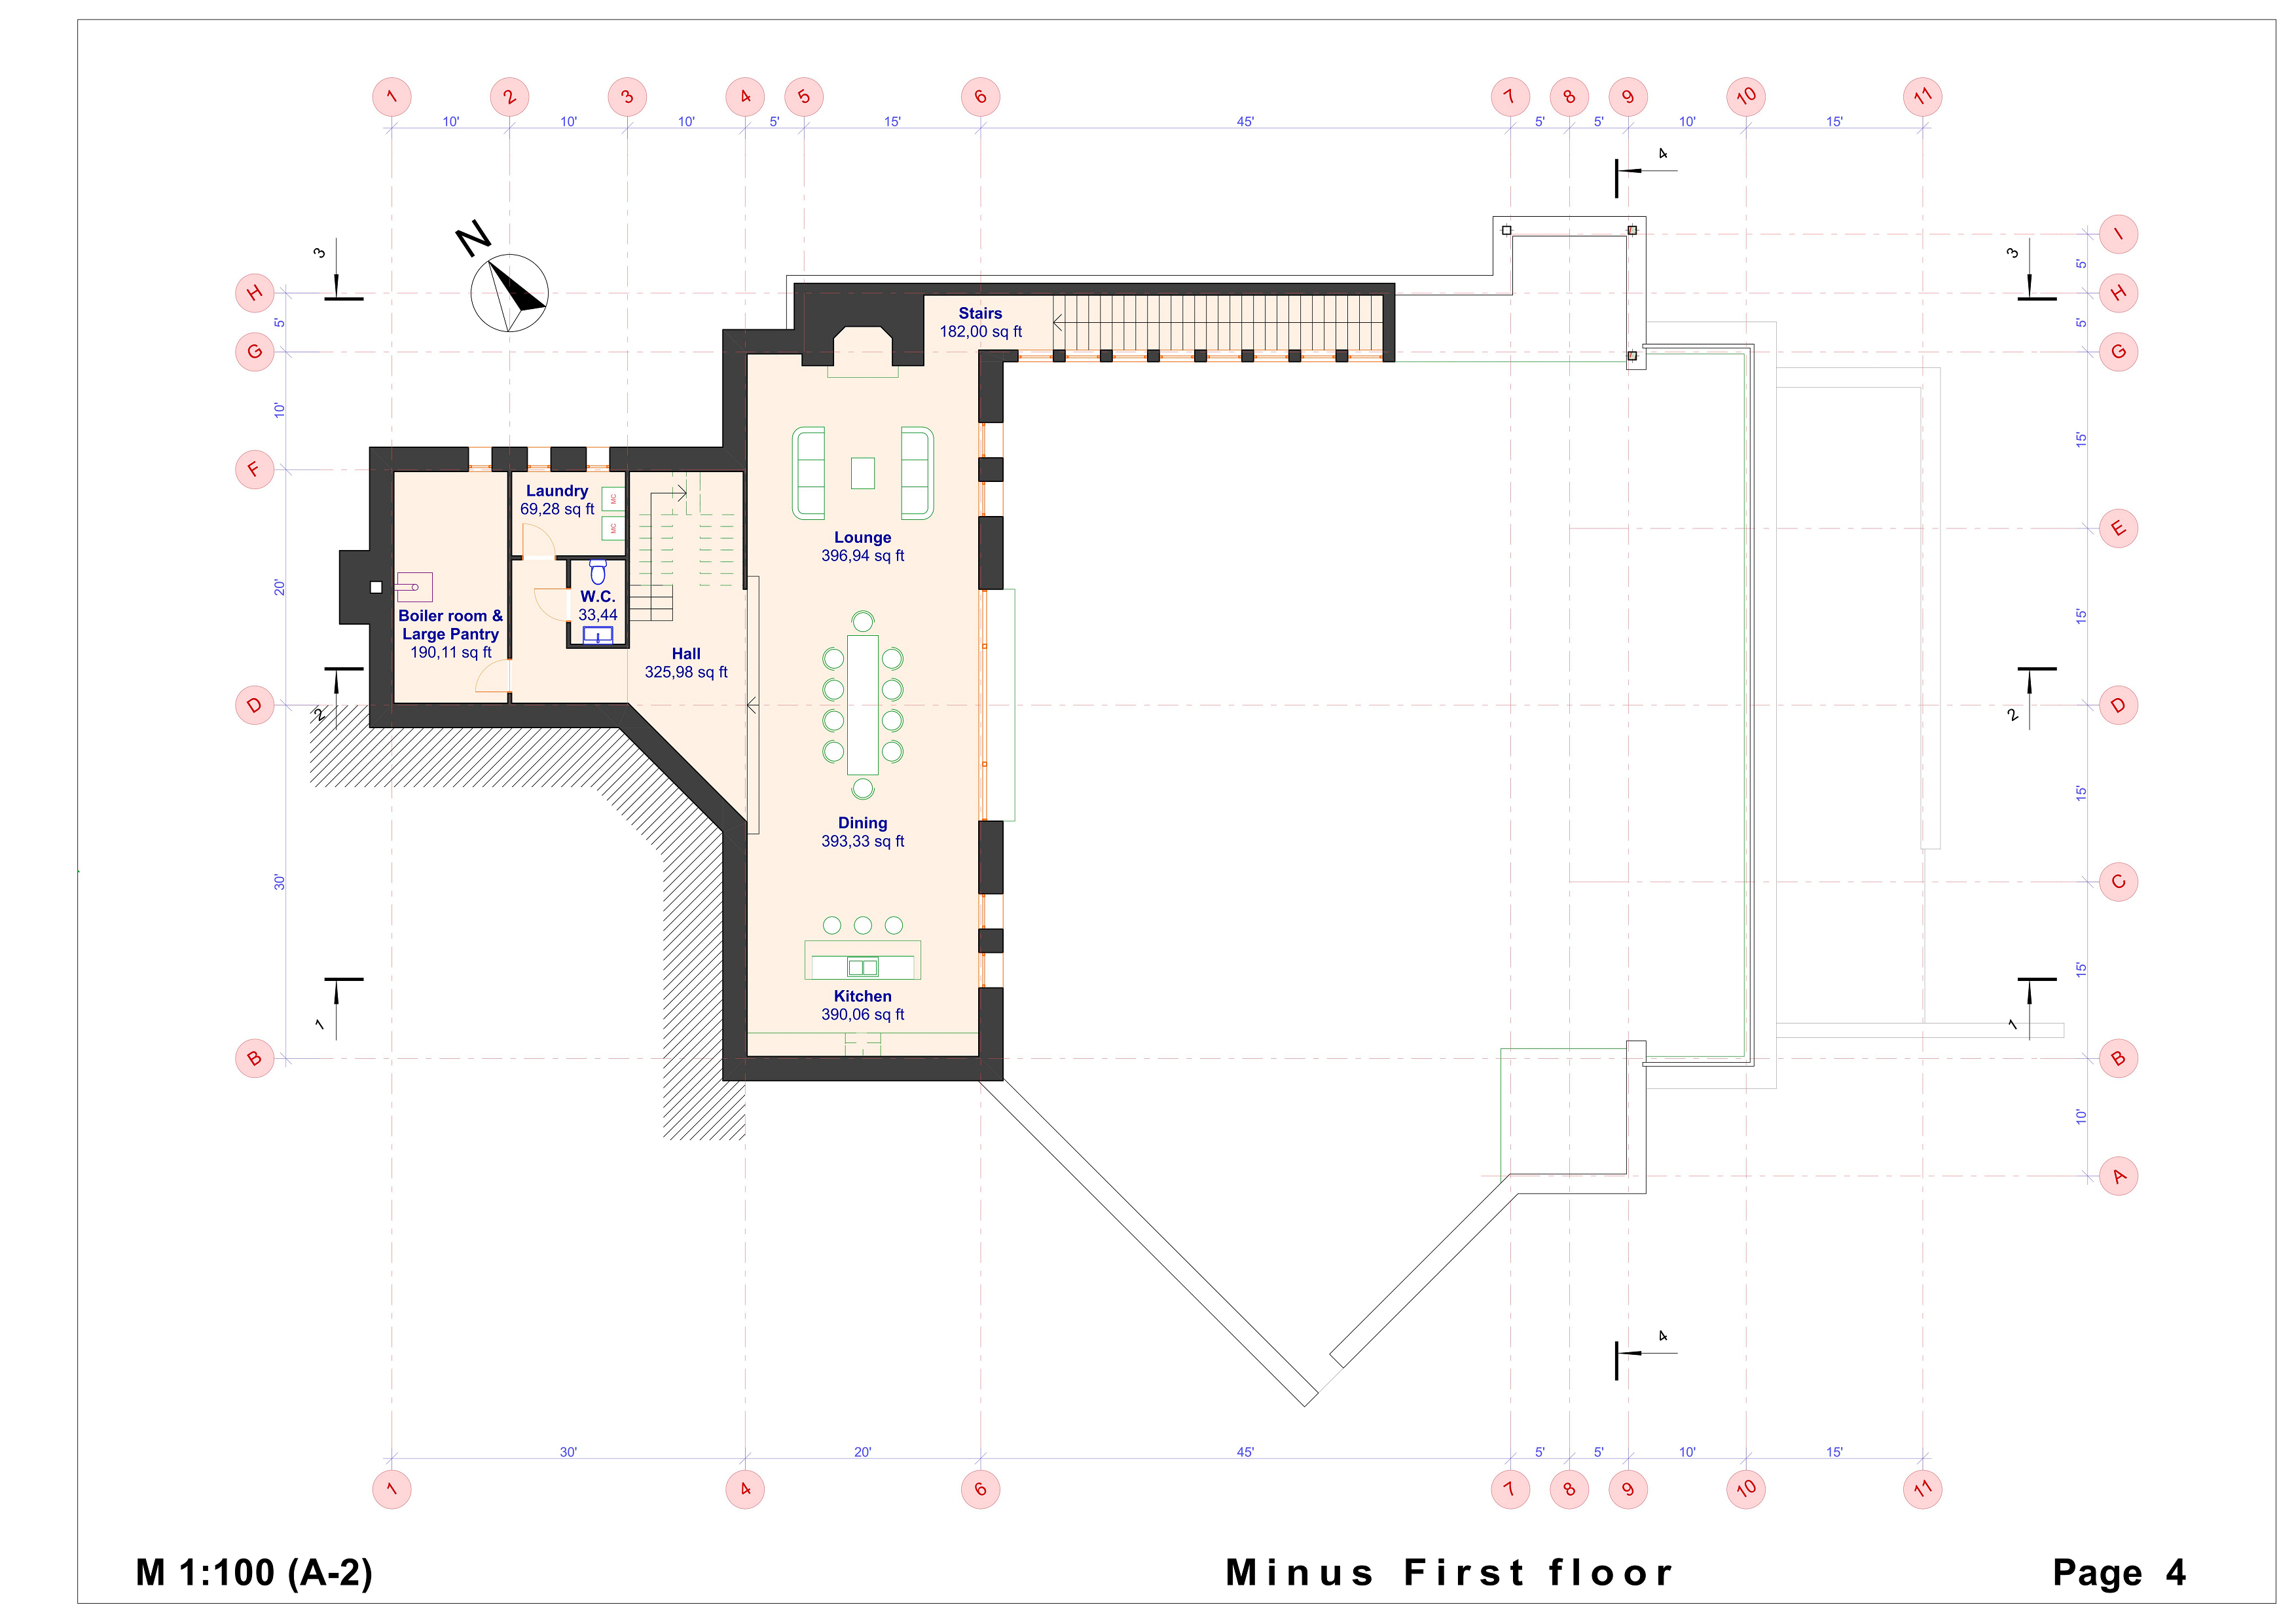 1 2 3 4 5 6 7 8 9 10 11
10' 10' 10' 5' 15' 45' 5' 5' 10' 15'
4
N
3 3
I
5'
H H
5' 5'
G G
Stairs
182,00 sq ft
10' 15'
F
Laundry
69,28 sq ft
MC
MC
E
Lounge
396,94 sq ft
20' 15'
W.C.
33,44
Boiler room &
Large Pantry
190,11 sq ft
Hall
325,98 sq ft
D D
2 2
15'
Dining
393,33 sq ft
30'
C
15'
Kitchen
390,06 sq ft
1 1
B B
10'
A
4
30' 20' 45' 5' 5' 10' 15'
1 4 6 7 8 9 10 11
M 1:100 (A-2) Minus First floor Page 4